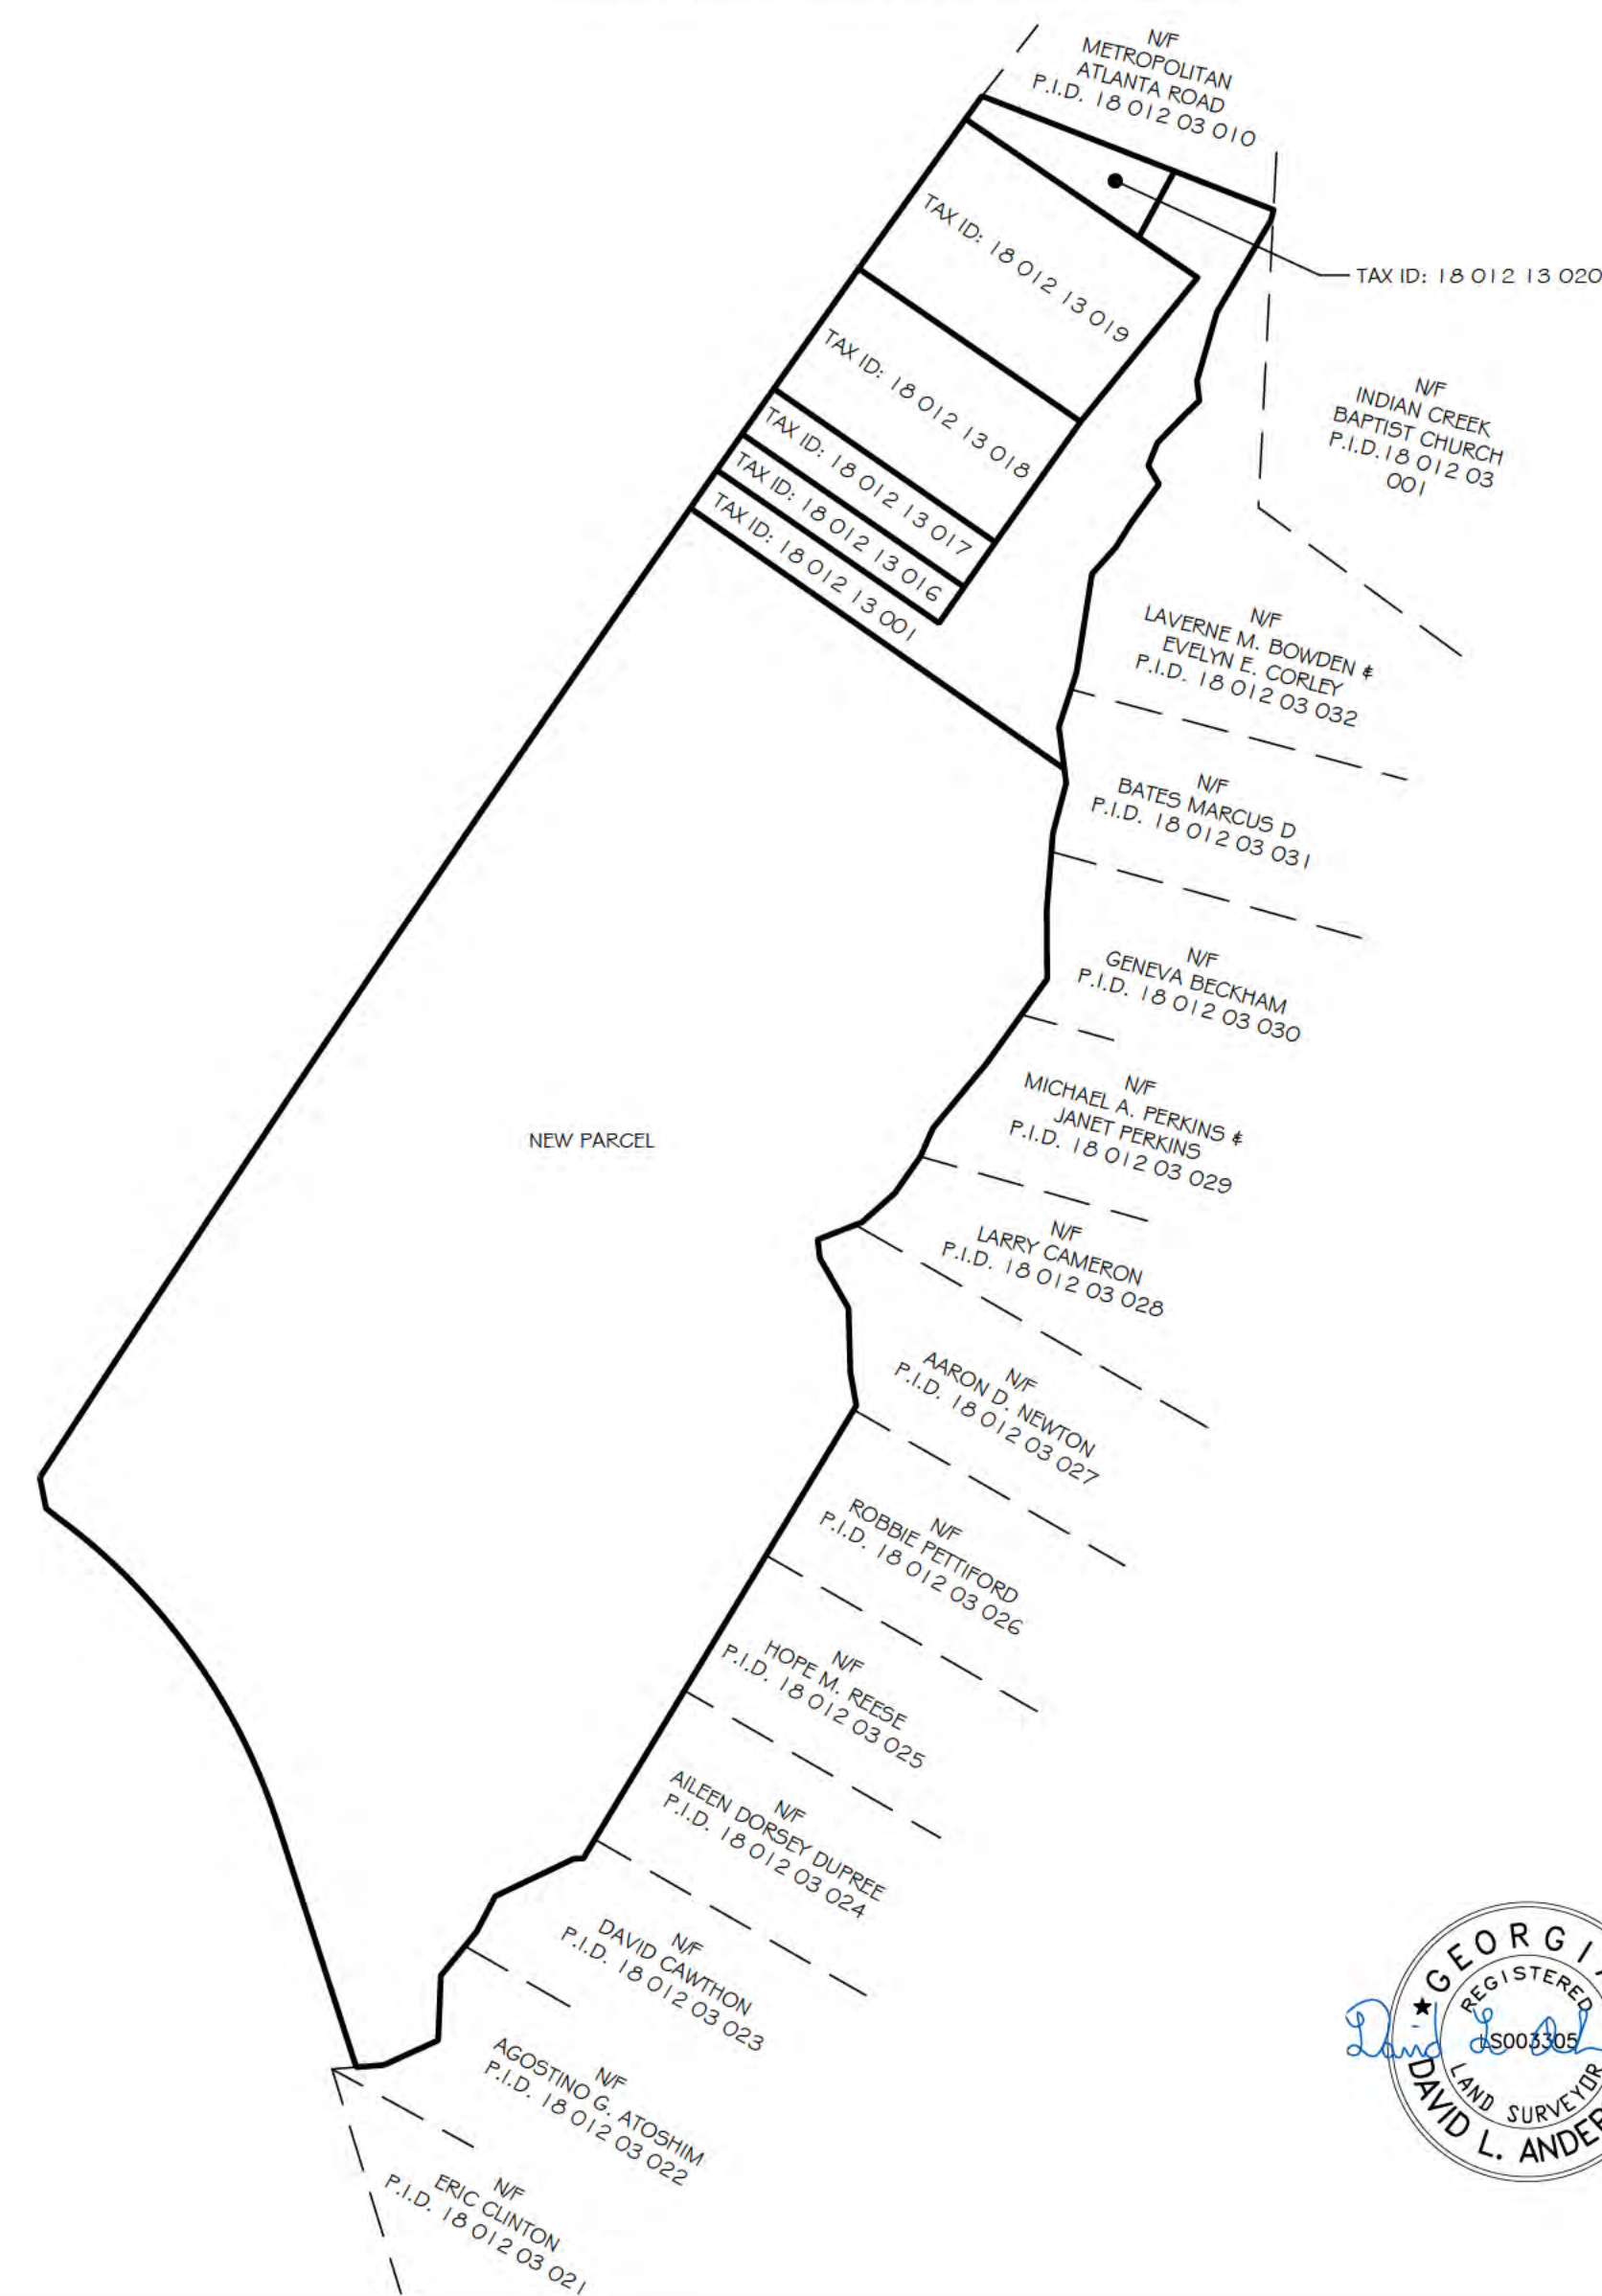 N/F
METROPOLITAN
ATLANTA ROAD
P.I.D. 18 012 03 010
TAX ID: 18 012 13 019
TAX ID: 18 012 13 020
TAX ID: 18 012 13 018
TAX ID: 18 012 13 017
TAX ID: 18 012 13 016
TAX ID: 18 012 13 001
N/F
INDIAN CREEK
BAPTIST CHURCH
P.I.D. 18 012 03
001
N/F
LAVERNE M. BOWDEN &
EVELYN E. CORLEY
P.I.D. 18 012 03 032
N/F
BATES MARCUS D
P.I.D. 18 012 03 031
N/F
GENEVA BECKHAM
P.I.D. 18 012 03 030
N/F
MICHAEL A. PERKINS &
JANET PERKINS
P.I.D. 18 012 03 029
NEW PARCEL
N/F
LARRY CAMERON
P.I.D. 18 012 03 028
N/F
AARON D. NEWTON
P.I.D. 18 012 03 027
N/F
ROBBIE PETTIFORD
P.I.D. 18 012 03 026
N/F
HOPE M. REESE
P.I.D. 18 012 03 025
N/F
AILEEN DORSEY DUPREE
P.I.D. 18 012 03 024
N/F
DAVID CAWTHON
P.I.D. 18 012 03 023
N/F
AGOSTINO G. ATOSHIM
P.I.D. 18 012 03 022
N/F
ERIC CLINTON
P.I.D. 18 012 03 021
GEORGI
REGISTERED
LS003305
LAND SURVEYOR
DAVID L. ANDER
David